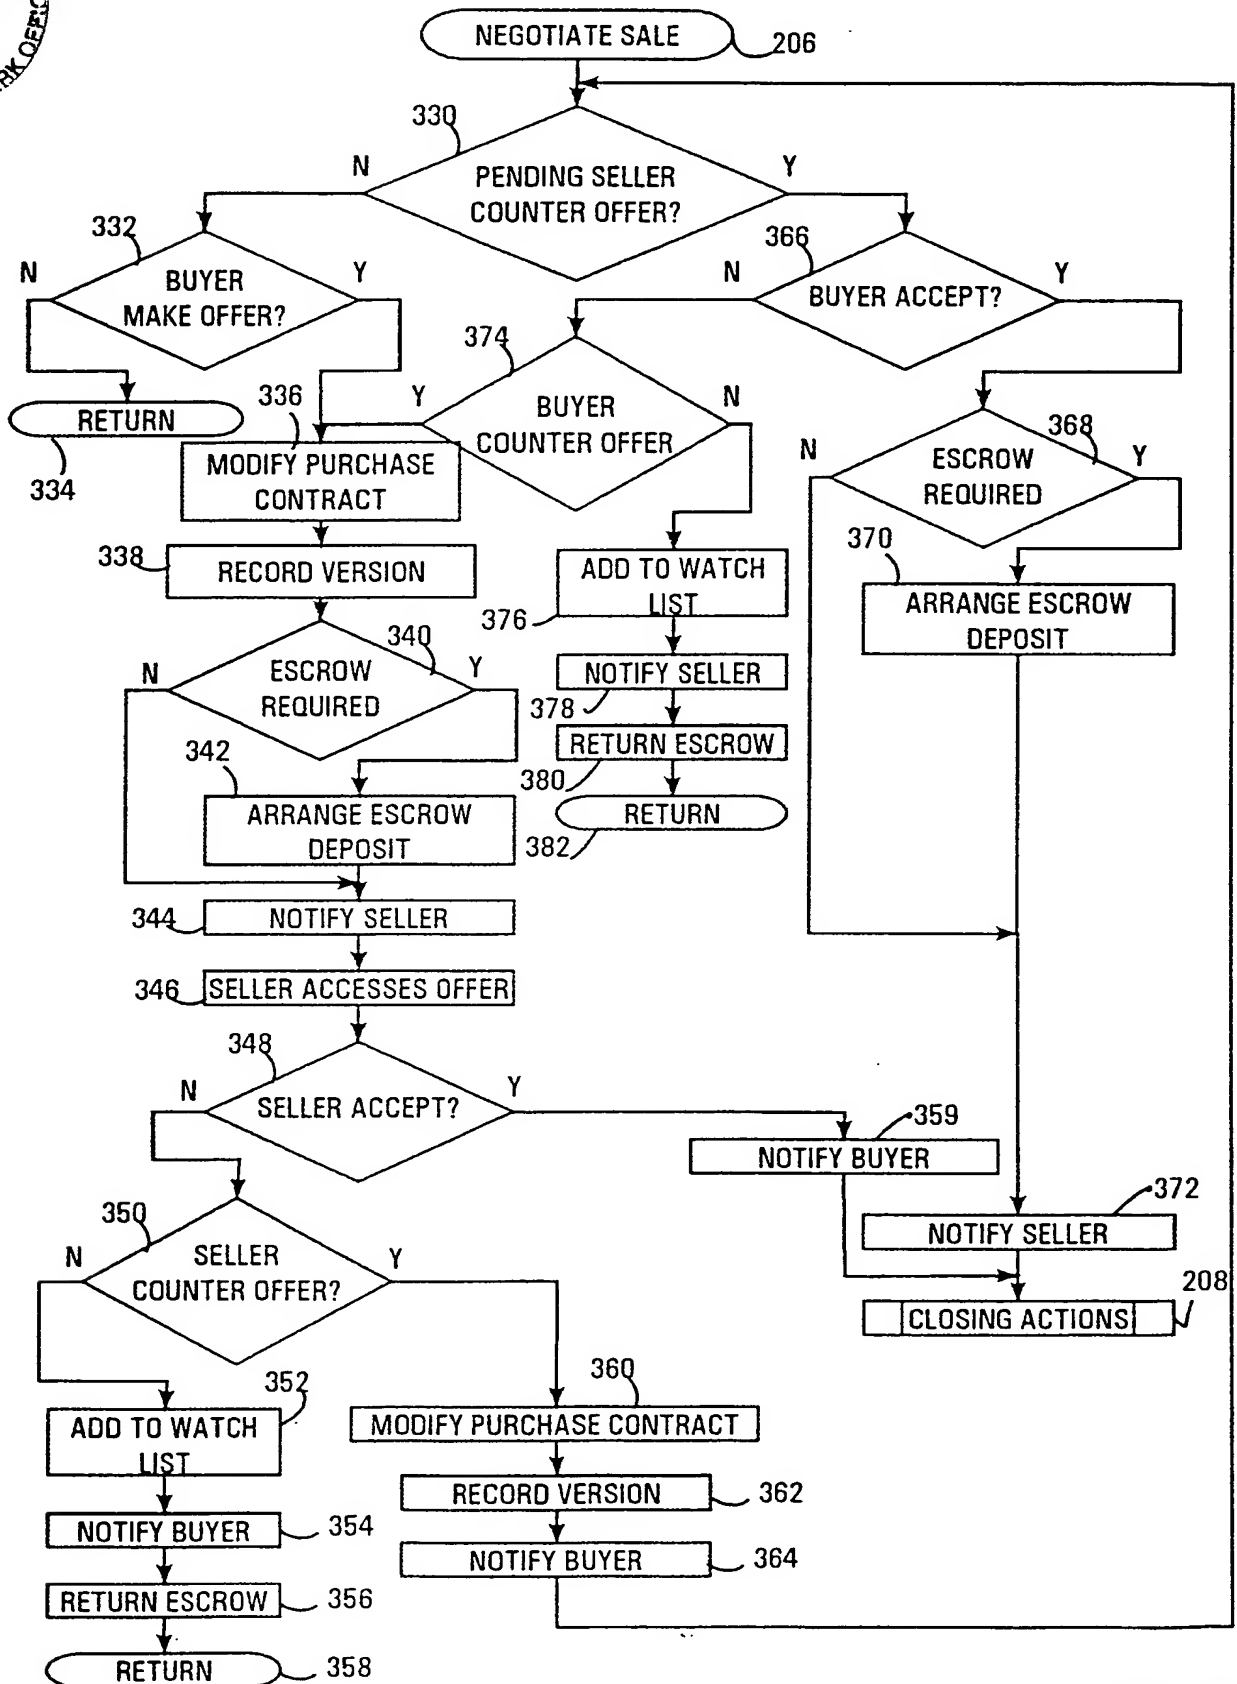 RK OFFIC
NEGOTIATE SALE
206
330
N
Y
PENDING SELLER
COUNTER OFFER?
332
N
Y
BUYER
MAKE OFFER?
366
N
Y
BUYER ACCEPT?
374
Y
N
BUYER
COUNTER OFFER
RETURN
334
336
MODIFY PURCHASE
CONTRACT
368
N
Y
ESCROW
REQUIRED
338
RECORD VERSION
370
ARRANGE ESCROW
DEPOSIT
ADD TO WATCH
LIST
376
340
N
Y
ESCROW
REQUIRED
NOTIFY SELLER
378
RETURN ESCROW
380
342
ARRANGE ESCROW
DEPOSIT
RETURN
382
344
NOTIFY SELLER
346
SELLER ACCESSES OFFER
348
N
Y
SELLER ACCEPT?
359
NOTIFY BUYER
372
NOTIFY SELLER
350
N
Y
SELLER
COUNTER OFFER?
208
CLOSING ACTIONS
352
ADD TO WATCH
LIST
360
MODIFY PURCHASE CONTRACT
RECORD VERSION
362
NOTIFY BUYER
354
NOTIFY BUYER
364
RETURN ESCROW
356
RETURN
358